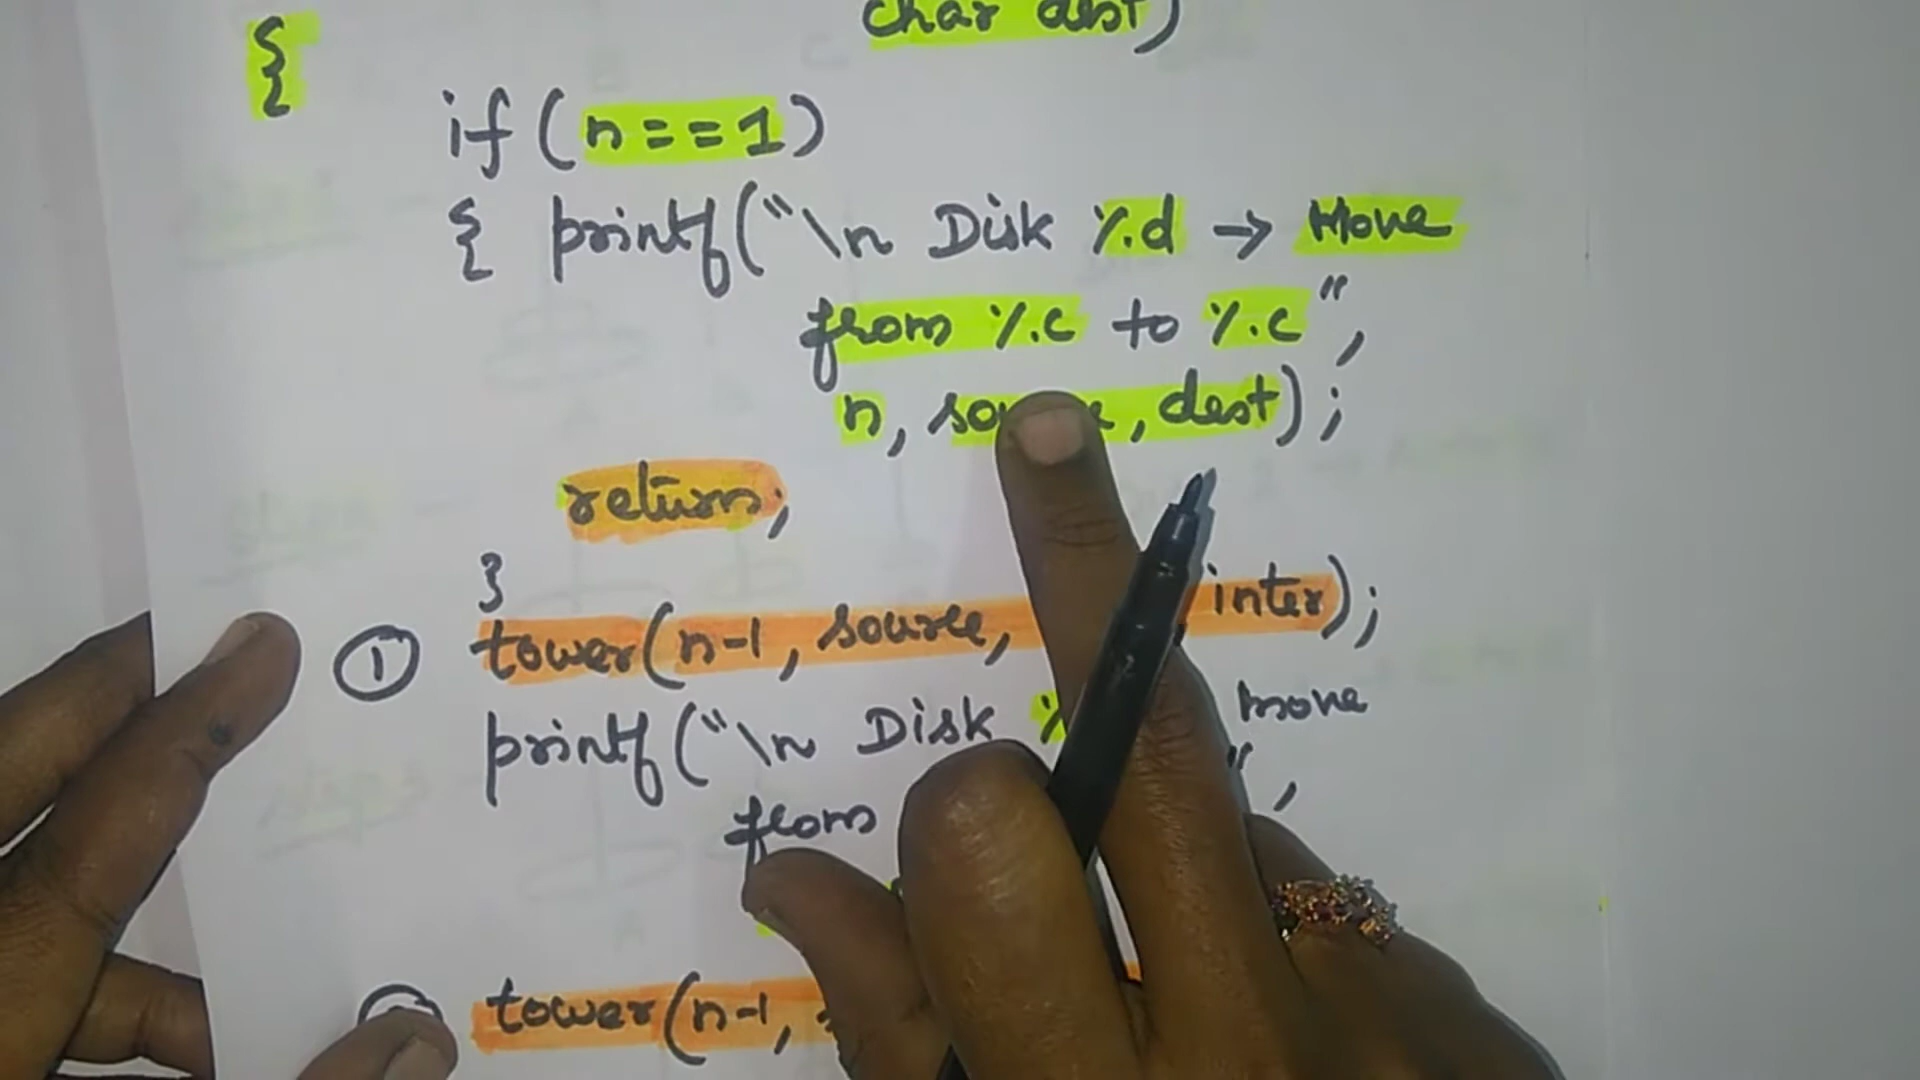 { char dest)
if (n==1)
{ printf("\n Disk %d → Move
from %c to %c",
n, dest);
return;
}
① tower(n-1, source, inter);
printf("\n Disk % move
from ",
tower(n-1,